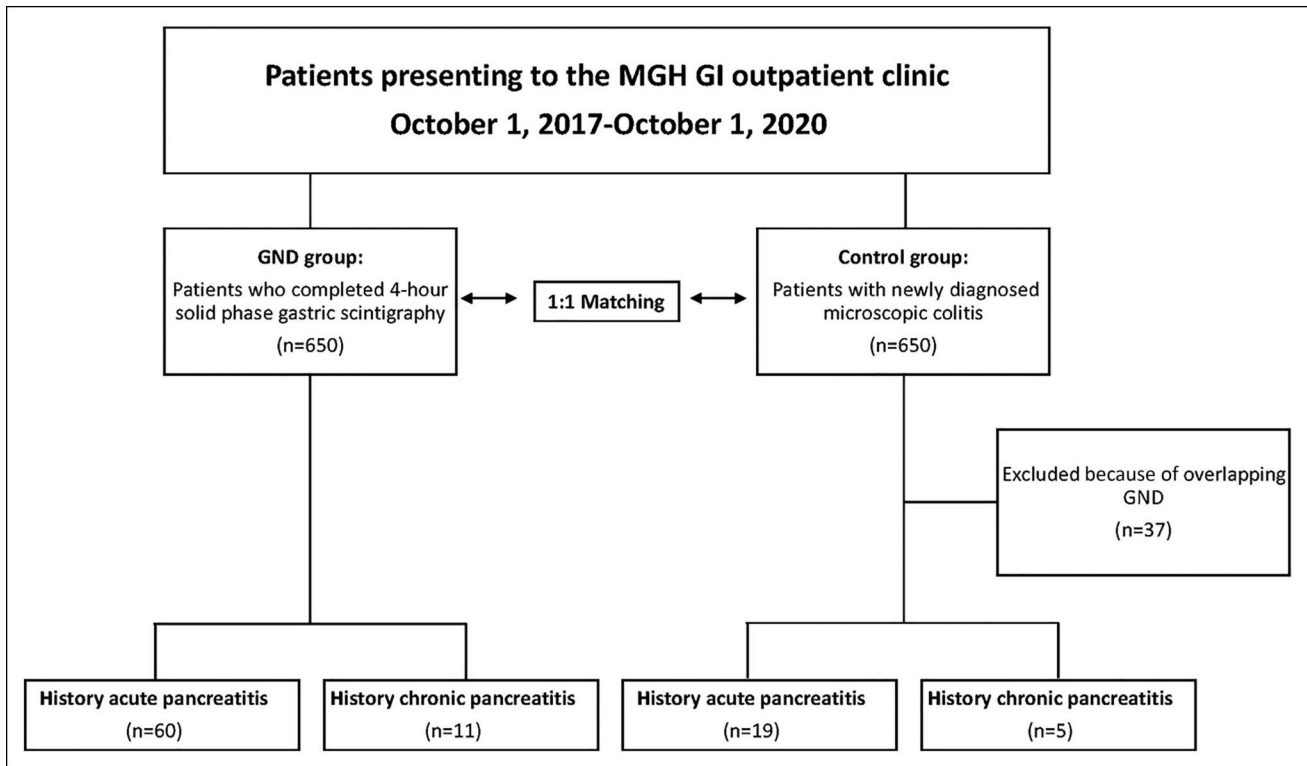 Patients presenting to the MGH GI outpatient clinic
October 1, 2017-October 1, 2020
GND group:
Patients who completed 4-hour
solid phase gastric scintigraphy
(n=650)
1:1 Matching
Control group:
Patients with newly diagnosed
microscopic colitis
(n=650)
Excluded because of overlapping
GND
(n=37)
History acute pancreatitis
(n=60)
History chronic pancreatitis
(n=11)
History acute pancreatitis
(n=19)
History chronic pancreatitis
(n=5)